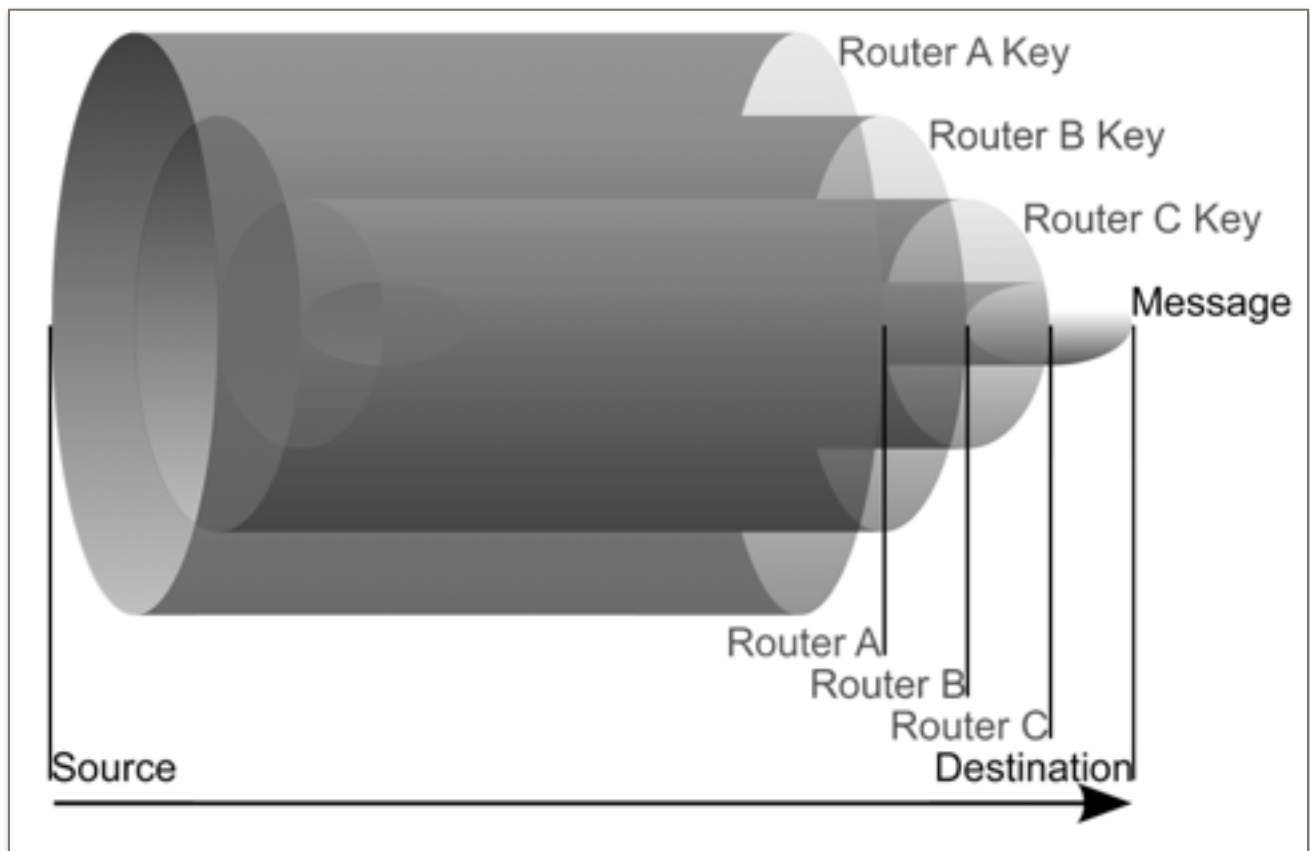 Router A Key
Router B Key
Router C Key
Message
Router A
Router B
Router C
Source
Destination